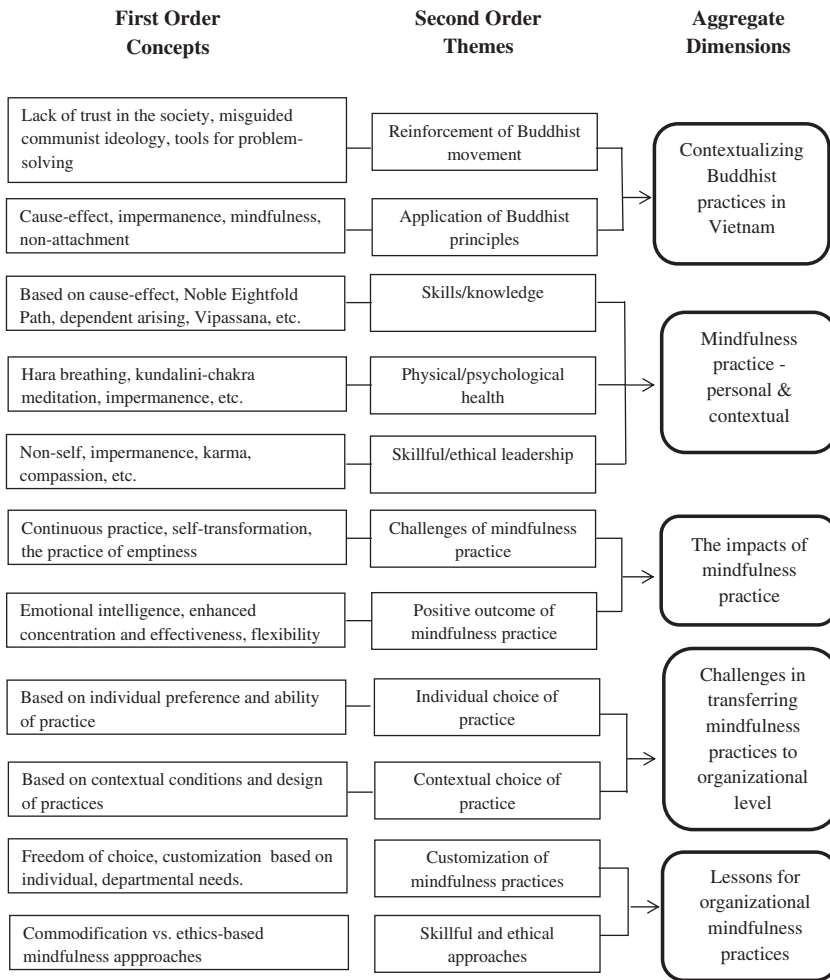 First Order
Concepts
Second Order
Themes
Aggregate
Dimensions
Lack of trust in the society, misguided
communist ideology, tools for problem-
solving
Reinforcement of Buddhist
movement
Contextualizing
Buddhist
practices in
Vietnam
Cause-effect, impermanence, mindfulness,
non-attachment
Application of Buddhist
principles
Based on cause-effect, Noble Eightfold
Path, dependent arising, Vipassana, etc.
Skills/knowledge
Mindfulness
practice -
personal &
contextual
Hara breathing, kundalini-chakra
meditation, impermanence, etc.
Physical/psychological
health
Non-self, impermanence, karma,
compassion, etc.
Skillful/ethical leadership
Continuous practice, self-transformation,
the practice of emptiness
Challenges of mindfulness
practice
The impacts of
mindfulness
practice
Emotional intelligence, enhanced
concentration and effectiveness, flexibility
Positive outcome of
mindfulness practice
Based on individual preference and ability
of practice
Individual choice of
practice
Challenges in
transferring
mindfulness
practices to
organizational
level
Based on contextual conditions and design
of practices
Contextual choice of
practice
Freedom of choice, customization based on
individual, departmental needs.
Customization of
mindfulness practices
Lessons for
organizational
mindfulness
practices
Commodification vs. ethics-based
mindfulness appproaches
Skillful and ethical
approaches